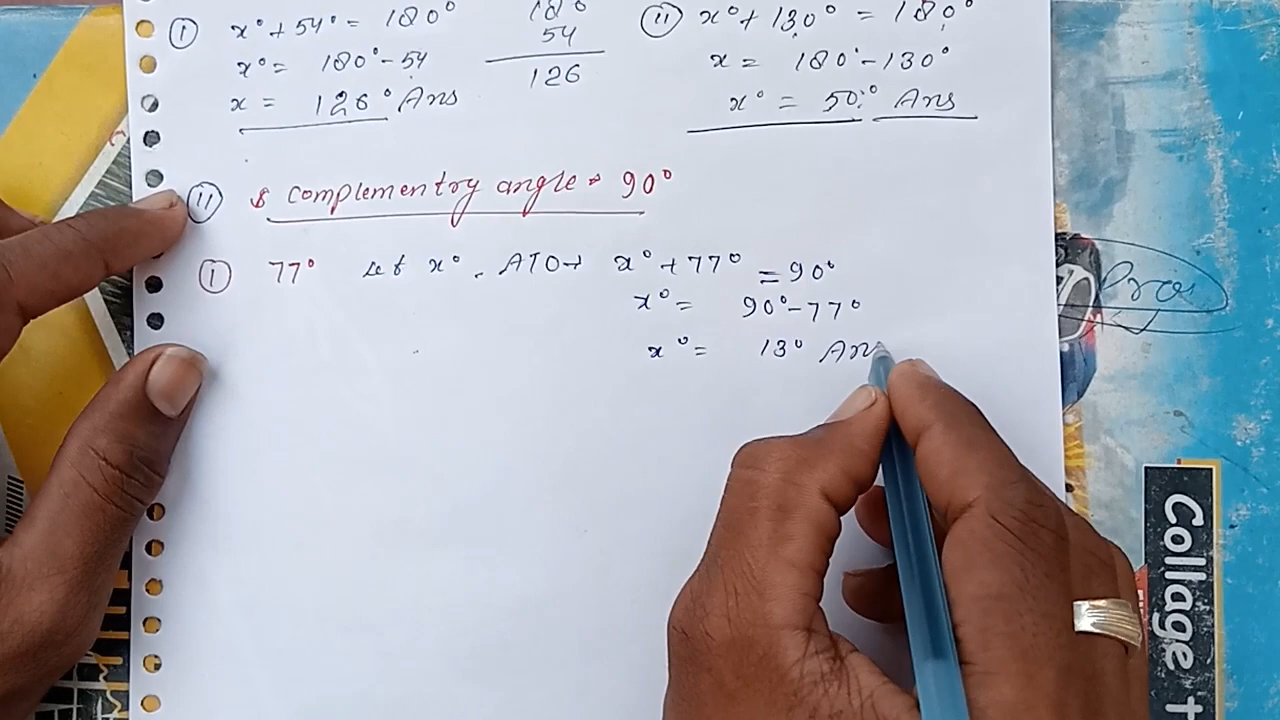 (i) x° + 54° = 180°
x° = 180° - 54
x = 126° Ans
180
54
126
(ii) x° + 130° = 180°
x = 180° - 130°
x° = 50° Ans
(ii) complementry angle → 90°
(i) 77° Let x°. ATQ→ x° + 77° = 90°
x° = 90° - 77°
x° = 13° Ans
Collage